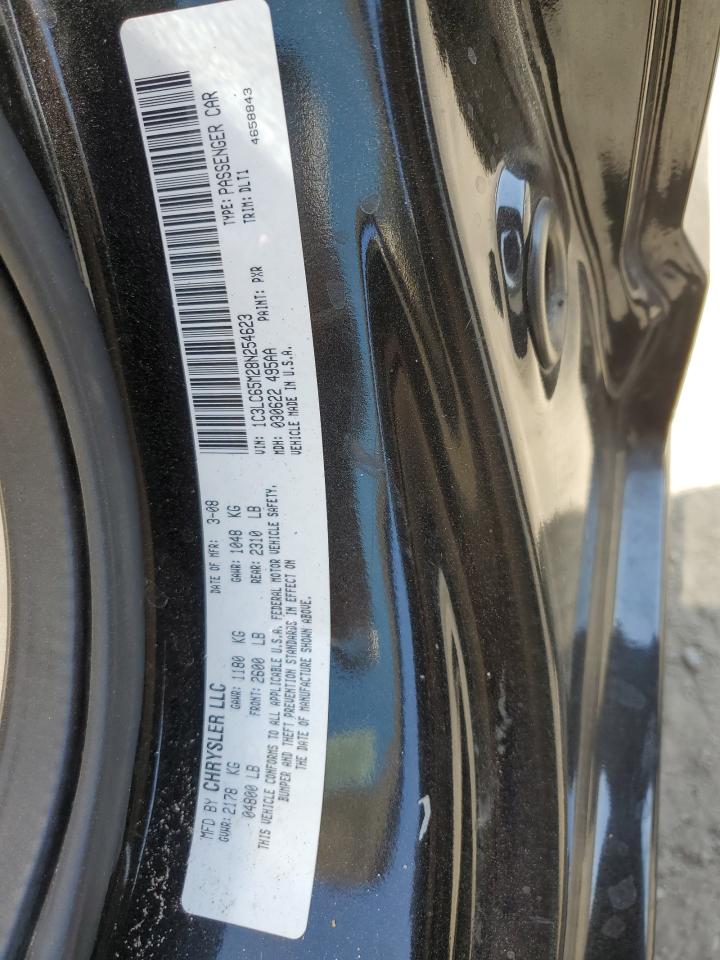 MFD BY CHRYSLER LLC
DATE OF MFR: 3-08
GVWR: 2178 KG
GAWR: 1180 KG
GAWR: 1048 KG
04800 LB
FRONT: 2600 LB
REAR: 2310 LB
THIS VEHICLE CONFORMS TO ALL APPLICABLE U.S.A. FEDERAL MOTOR VEHICLE SAFETY,
BUMPER AND THEFT PREVENTION STANDARDS IN EFFECT ON
THE DATE OF MANUFACTURE SHOWN ABOVE.
VIN: 1C3LC65M28N254623
TYPE: PASSENGER CAR
MDH: 030622 495AA
PAINT: PXR
TRIM: DLT1
VEHICLE MADE IN U.S.A.
4658843